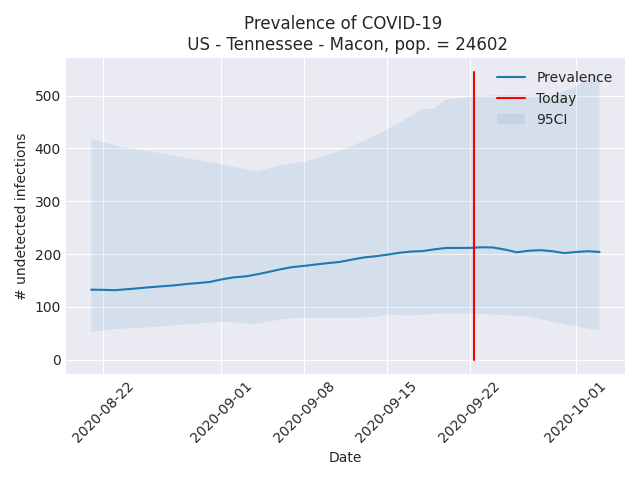 Prevalence of COVID-19
US - Tennessee - Macon, pop. = 24602
Prevalence
Today
95CI
# undetected infections
500
400
300
200
100
0
2020-08-22
2020-09-01
2020-09-08
2020-09-15
2020-09-22
2020-10-01
Date